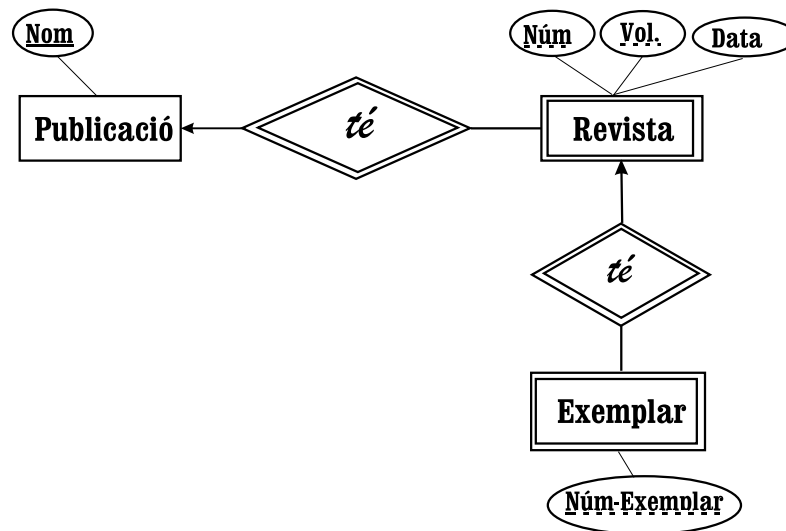 Nom
Núm
Vol.
Data
Publicació
té
Revista
té
Exemplar
Núm-Exemplar